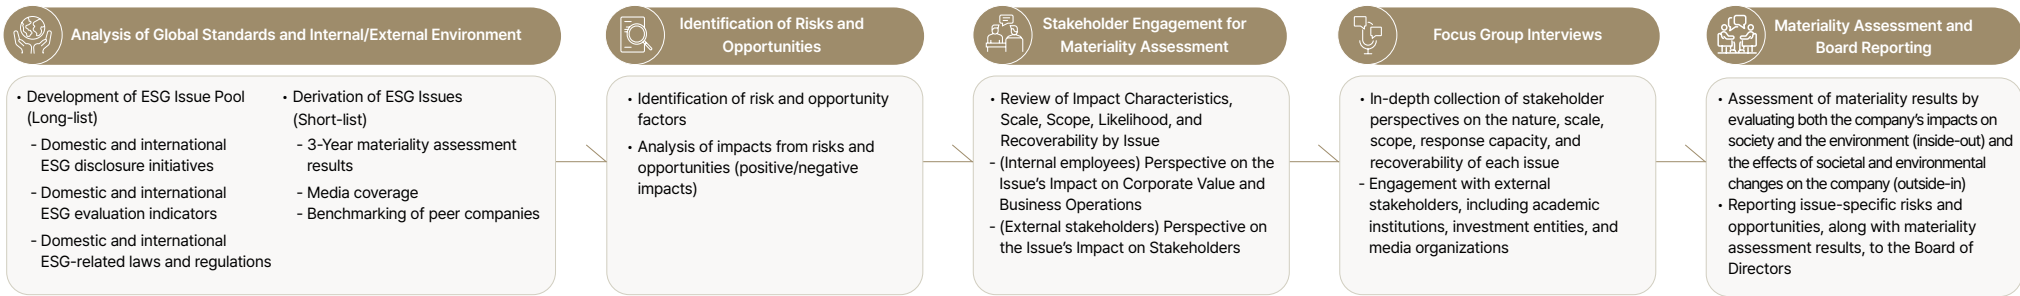 Analysis of Global Standards and Internal/External Environment
• Development of ESG Issue Pool
(Long-list)
- Domestic and international
ESG disclosure initiatives
- Domestic and international
ESG evaluation indicators
- Domestic and international
ESG-related laws and regulations
• Derivation of ESG Issues
(Short-list)
- 3-Year materiality assessment
results
- Media coverage
- Benchmarking of peer companies
Identification of Risks and
Opportunities
• Identification of risk and opportunity
factors
• Analysis of impacts from risks and
opportunities (positive/negative
impacts)
Stakeholder Engagement for
Materiality Assessment
• Review of Impact Characteristics,
Scale, Scope, Likelihood, and
Recoverability by Issue
- (Internal employees) Perspective on the
Issue's Impact on Corporate Value and
Business Operations
- (External stakeholders) Perspective on
the Issue's Impact on Stakeholders
Focus Group Interviews
• In-depth collection of stakeholder
perspectives on the nature, scale,
scope, response capacity, and
recoverability of each issue
- Engagement with external
stakeholders, including academic
institutions, investment entities, and
media organizations
Materiality Assessment and
Board Reporting
• Assessment of materiality results by
evaluating both the company's impacts on
society and the environment (inside-out) and
the effects of societal and environmental
changes on the company (outside-in)
• Reporting issue-specific risks and
opportunities, along with materiality
assessment results, to the Board of
Directors